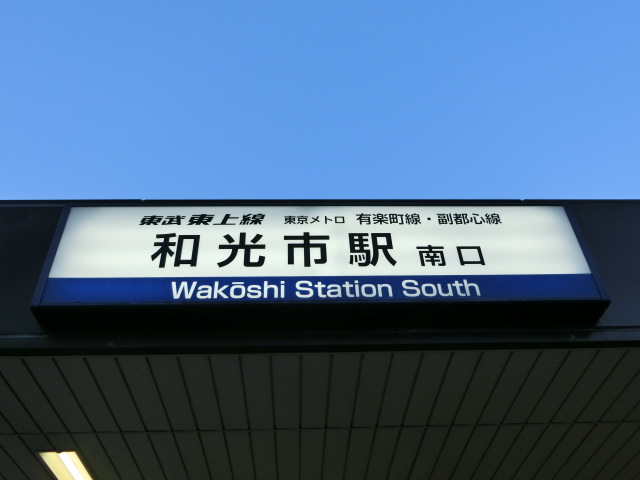 東武東上線 東京メトロ 有楽町線・副都心線
和光市駅 南口
Wakōshi Station South